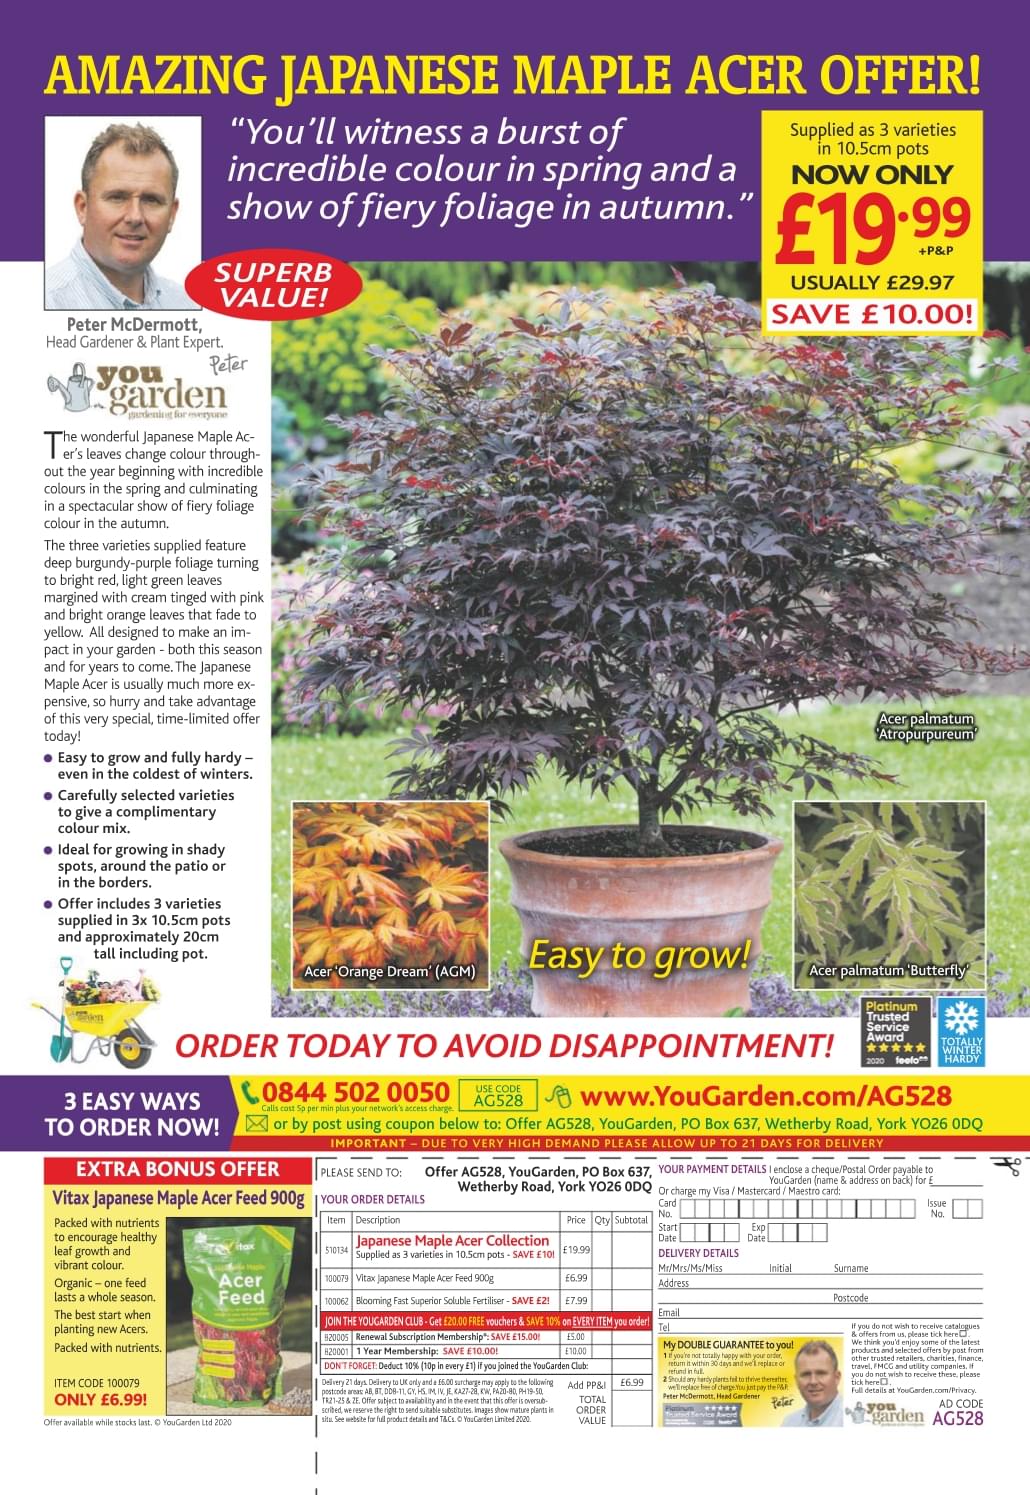 AMAZING JAPANESE MAPLE ACER OFFER!
“You’ll witness a burst of
incredible colour in spring and a
show of fiery foliage in autumn.”
Supplied as 3 varieties
in 10.5cm pots
NOW ONLY
£19.99
+P&P
USUALLY £29.97
SAVE £10.00!
SUPERB
VALUE!
Peter McDermott,
Head Gardener & Plant Expert.
Peter
you
garden
gardening for everyone
The wonderful Japanese Maple Ac-
er’s leaves change colour through-
out the year beginning with incredible
colours in the spring and culminating
in a spectacular show of fiery foliage
colour in the autumn.
The three varieties supplied feature
deep burgundy-purple foliage turning
to bright red, light green leaves
margined with cream tinged with pink
and bright orange leaves that fade to
yellow. All designed to make an im-
pact in your garden - both this season
and for years to come. The Japanese
Maple Acer is usually much more ex-
pensive, so hurry and take advantage
of this very special, time-limited offer
today!
● Easy to grow and fully hardy –
even in the coldest of winters.
● Carefully selected varieties
to give a complimentary
colour mix.
● Ideal for growing in shady
spots, around the patio or
in the borders.
● Offer includes 3 varieties
supplied in 3x 10.5cm pots
and approximately 20cm
tall including pot.
Acer palmatum
‘Atropurpureum’
Acer ‘Orange Dream’ (AGM)
Easy to grow!
Acer palmatum ‘Butterfly’
you
garden
ORDER TODAY TO AVOID DISAPPOINTMENT!
Platinum
Trusted
Service
Award
2020 feefo
TOTALLY
WINTER
HARDY
3 EASY WAYS
TO ORDER NOW!
0844 502 0050
Calls cost 5p per min plus your network’s access charge.
USE CODE
AG528
www.YouGarden.com/AG528
or by post using coupon below to: Offer AG528, YouGarden, PO Box 637, Wetherby Road, York YO26 0DQ
IMPORTANT – DUE TO VERY HIGH DEMAND PLEASE ALLOW UP TO 21 DAYS FOR DELIVERY
EXTRA BONUS OFFER
Vitax Japanese Maple Acer Feed 900g
Packed with nutrients
to encourage healthy
leaf growth and
vibrant colour.
Organic – one feed
lasts a whole season.
The best start when
planting new Acers.
Packed with nutrients.
ITEM CODE 100079
ONLY £6.99!
Vitax
Acer
Feed
Offer available while stocks last. © YouGarden Ltd 2020
PLEASE SEND TO: Offer AG528, YouGarden, PO Box 637,
Wetherby Road, York YO26 0DQ
YOUR ORDER DETAILS
Item Description Price Qty Subtotal
510134 Japanese Maple Acer Collection £19.99
Supplied as 3 varieties in 10.5cm pots - SAVE £10!
100079 Vitax Japanese Maple Acer Feed 900g £6.99
100062 Blooming Fast Superior Soluble Fertiliser - SAVE £2! £7.99
JOIN THE YOUGARDEN CLUB - Get £20.00 FREE vouchers & SAVE 10% on EVERY ITEM you order!
820005 Renewal Subscription Membership*: SAVE £15.00! £5.00
820001 1 Year Membership: SAVE £10.00! £10.00
DON’T FORGET: Deduct 10% (10p in every £1) if you joined the YouGarden Club:
Delivery 21 days. Delivery to UK only and a £6.00 surcharge may apply to the following
postcode areas: AB, BT, DD8-11, GY, HS, IM, IV, JE, KA27-28, KW, PA20-80, PH19-50,
TR21-25 & ZE. Offer subject to availability and in the event that this offer is oversub-
scribed, we reserve the right to send suitable substitutes. Images show mature plants in
situ. See website for full product details and T&Cs. © YouGarden Limited 2020.
Add PP&I £6.99
TOTAL
ORDER
VALUE
YOUR PAYMENT DETAILS I enclose a cheque/Postal Order payable to
YouGarden (name & address on back) for £
Or charge my Visa / Mastercard / Maestro card:
Card
No.
Issue
No.
Start
Date
Exp
Date
DELIVERY DETAILS
Mr/Mrs/Ms/Miss Initial Surname
Address
Postcode
Email
Tel
My DOUBLE GUARANTEE to you!
1 If you’re not totally happy with your order,
return it within 30 days and we’ll replace or
refund in full.
2 Should any hardy plants fail to thrive thereafter,
we’ll replace free of charge. You just pay the P&P.
Peter McDermott, Head Gardener
Peter
Platinum
Trusted Service Award
If you do not wish to receive catalogues
& offers from us, please tick here □.
We think you’d enjoy some of the latest
products and selected offers by post from
other trusted retailers, charities, finance,
travel, FMCG and utility companies. If
you do not wish to receive these, please
tick here □.
Full details at YouGarden.com/Privacy.
you
garden
AD CODE
AG528